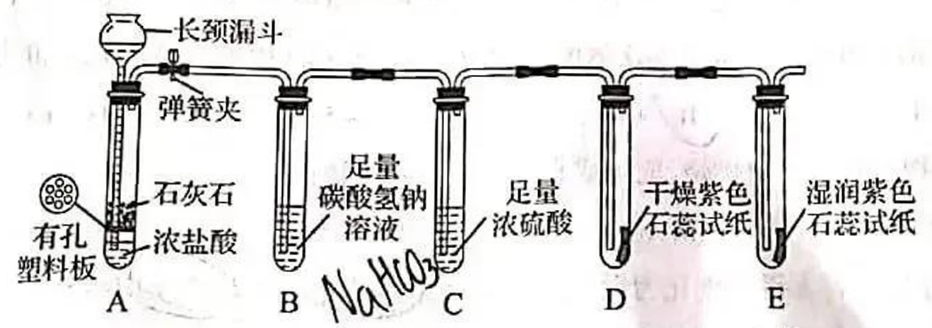 长颈漏斗
弹簧夹
石灰石
有孔
塑料板
浓盐酸
足量
碳酸氢钠
溶液
NaHCO3
足量
浓硫酸
干燥紫色
石蕊试纸
湿润紫色
石蕊试纸
A
B
C
D
E